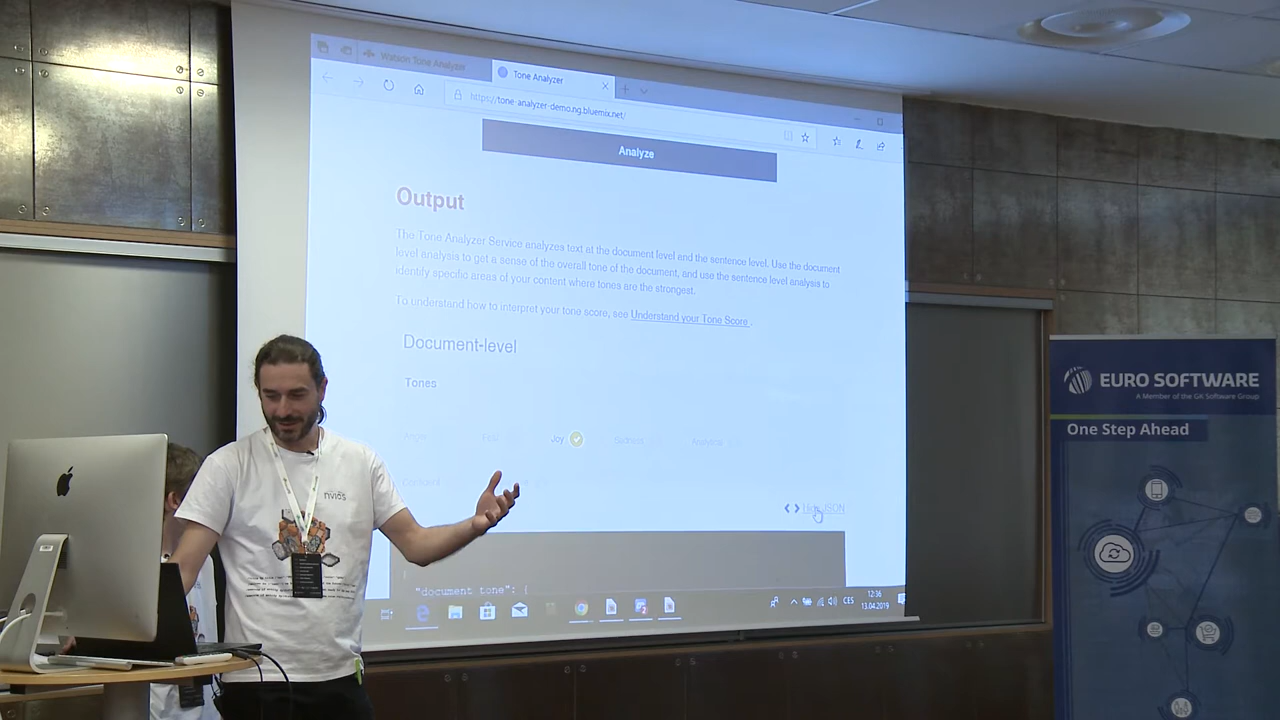 Watson Tone Analyzer
Tone Analyzer
https://tone-analyzer-demo.ng.bluemix.net/
Analyze
Output
The Tone Analyzer Service analyzes text at the document level and the sentence level. Use the document
level analysis to get a sense of the overall tone of the document, and use the sentence level analysis to
identify specific areas of your content where tones are the strongest.
To understand how to interpret your tone score, see Understand your Tone Score.
Document-level
Tones
Anger Fear Joy Sadness Analytical
Confident
Hide JSON
"document_tone": {
CES
12:36
13.04.2019
EURO SOFTWARE
A Member of the GK Software Group
One Step Ahead